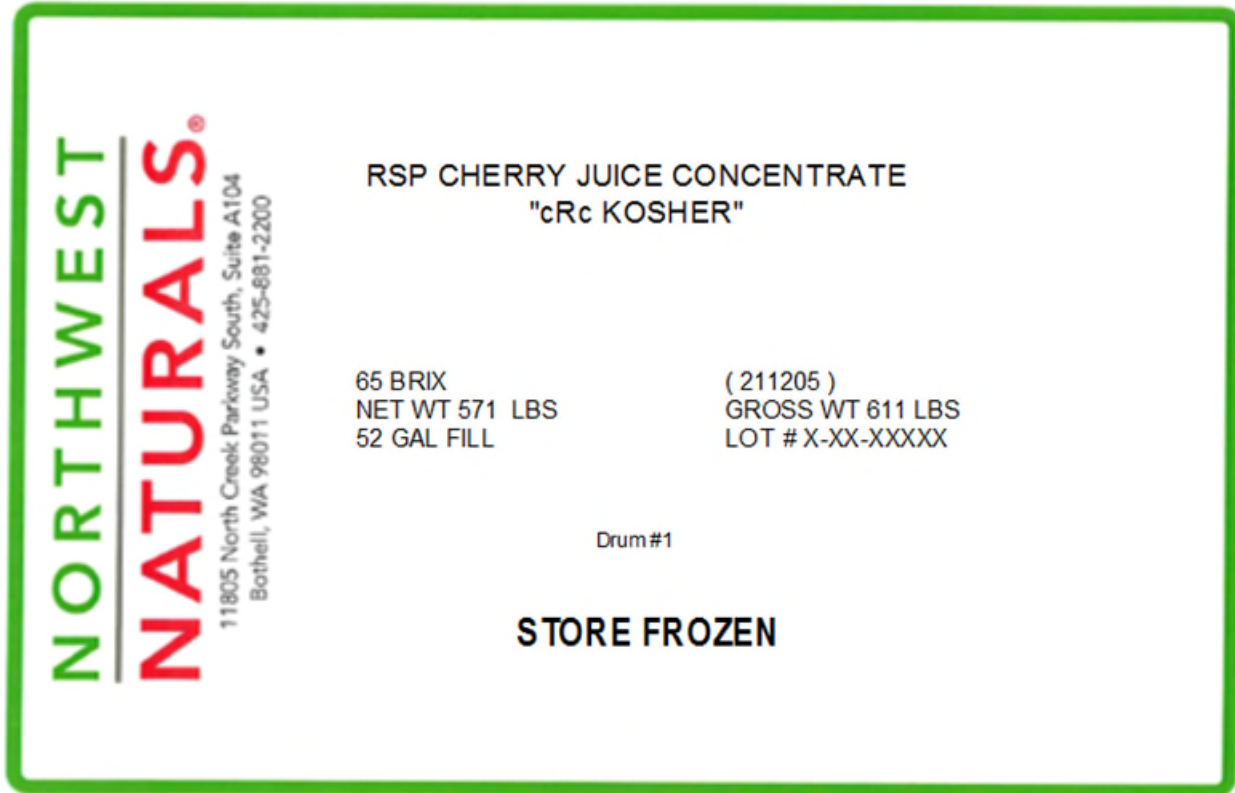 NORTHWEST
NATURALS®
11805 North Creek Parkway South, Suite A104
Bothell, WA 98011 USA • 425-881-2200
RSP CHERRY JUICE CONCENTRATE
"cRc KOSHER"
65 BRIX
NET WT 571 LBS
52 GAL FILL
( 211205 )
GROSS WT 611 LBS
LOT # X-XX-XXXXX
Drum #1
STORE FROZEN